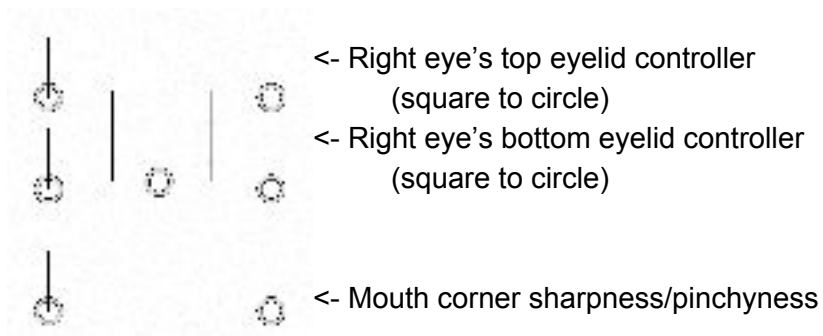 <- Right eye's top eyelid controller
(square to circle)
<- Right eye's bottom eyelid controller
(square to circle)
<- Mouth corner sharpness/pinchyness